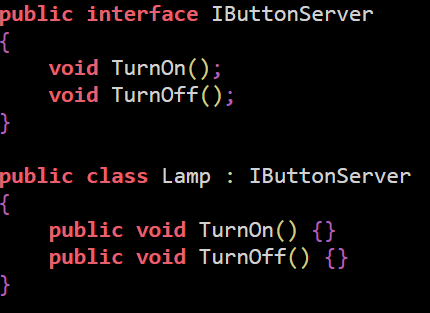 public interface IButtonServer
{
    void TurnOn();
    void TurnOff();
}

public class Lamp : IButtonServer
{
    public void TurnOn() {}
    public void TurnOff() {}
}